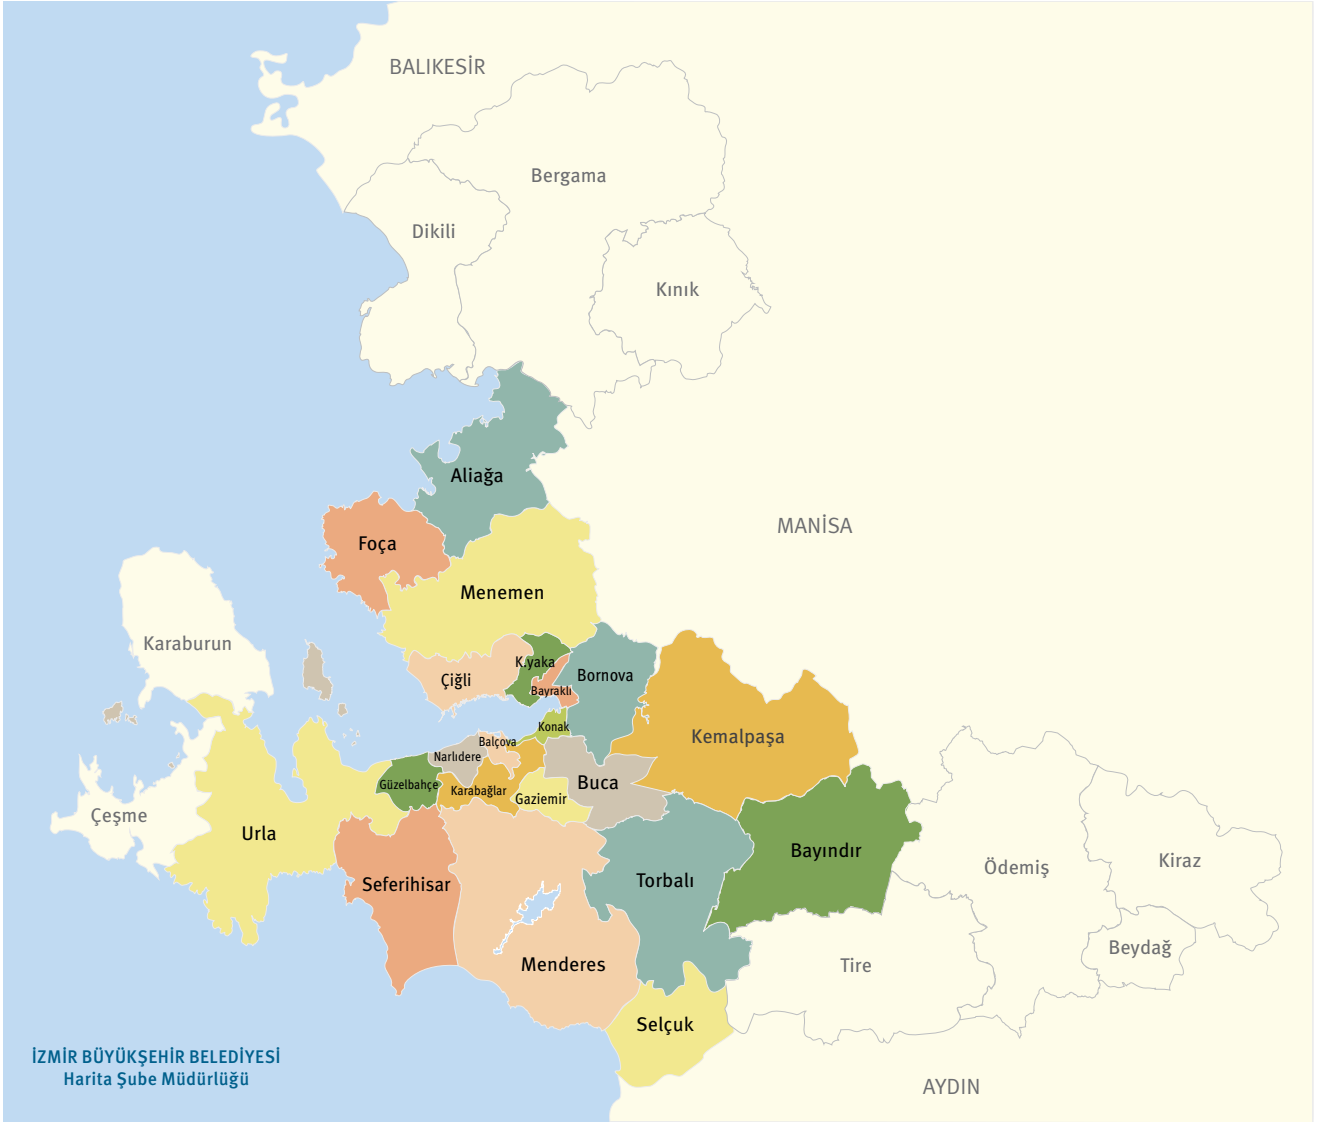 BALIKESİR
Bergama
Dikili
Kınık
Aliağa
MANİSA
Foça
Menemen
Karaburun
K.yaka
Bornova
Çiğli
Bayraklı
Konak
Kemalpaşa
Balçova
Narlıdere
Güzelbahçe
Buca
Karabağlar
Gaziemir
Çeşme
Urla
Bayındır
Kiraz
Ödemiş
Torbalı
Seferihisar
Beydağ
Menderes
Tire
Selçuk
İZMİR BÜYÜKŞEHİR BELEDİYESİ
Harita Şube Müdürlüğü
AYDIN